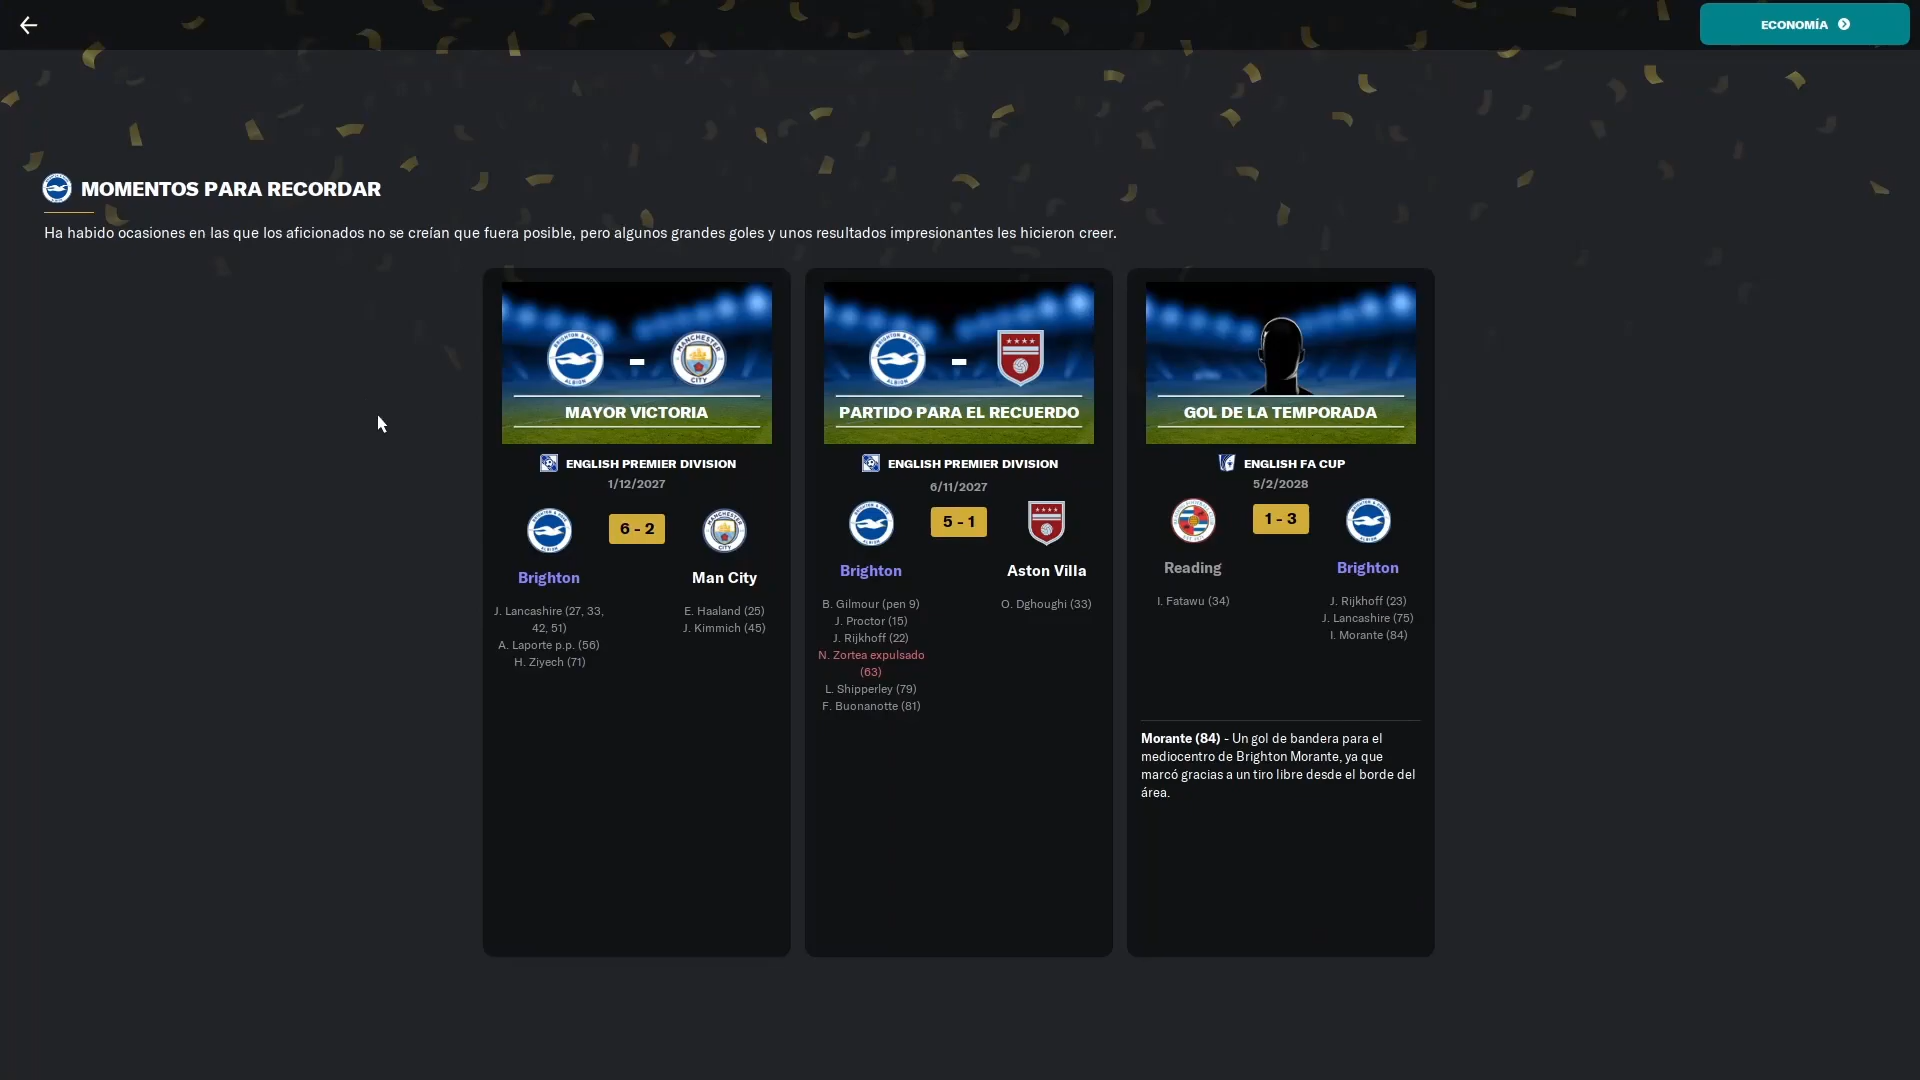 ECONOMÍA
MOMENTOS PARA RECORDAR
Ha habido ocasiones en las que los aficionados no se creían que fuera posible, pero algunos grandes goles y unos resultados impresionantes les hicieron creer.
MANCHESTER
CITY
MAYOR VICTORIA
ENGLISH PREMIER DIVISION
1/12/2027
6 - 2
Brighton
Man City
J. Lancashire (27, 33,
42, 51)
A. Laporte p.p. (56)
H. Ziyech (71)
E. Haaland (25)
J. Kimmich (45)
PARTIDO PARA EL RECUERDO
ENGLISH PREMIER DIVISION
6/11/2027
5 - 1
Brighton
Aston Villa
B. Gilmour (pen 9)
J. Proctor (15)
J. Rijkhoff (22)
N. Zortea expulsado
(63)
L. Shipperley (79)
F. Buonanotte (81)
O. Dghoughi (33)
GOL DE LA TEMPORADA
ENGLISH FA CUP
5/2/2028
1 - 3
Reading
Brighton
I. Fatawu (34)
J. Rijkhoff (23)
J. Lancashire (75)
I. Morante (84)
Morante (84) - Un gol de bandera para el
mediocentro de Brighton Morante, ya que
marcó gracias a un tiro libre desde el borde del
área.